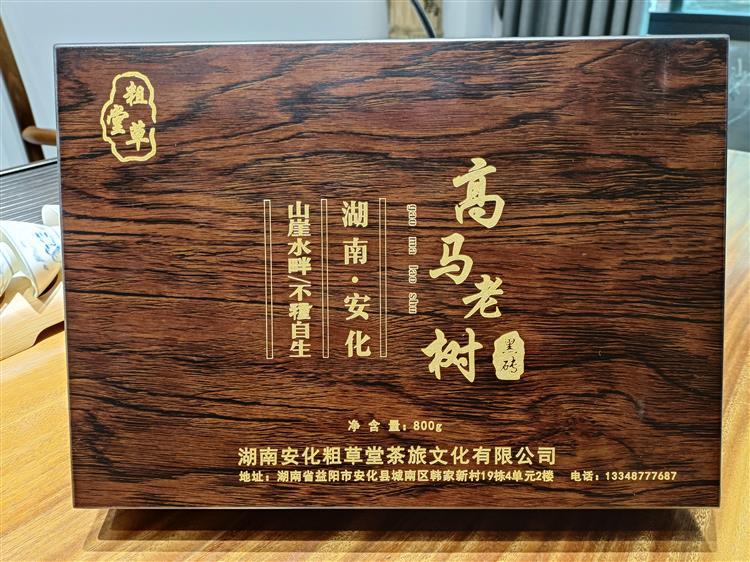 粗草堂
高马老树
gao ma lao shu
黑砖
湖南·安化
山崖水畔/不種自生
净含量：800g
湖南安化粗草堂茶旅文化有限公司
地址：湖南省益阳市安化县城南区韩家新村19栋4单元2楼 电话：13348777687